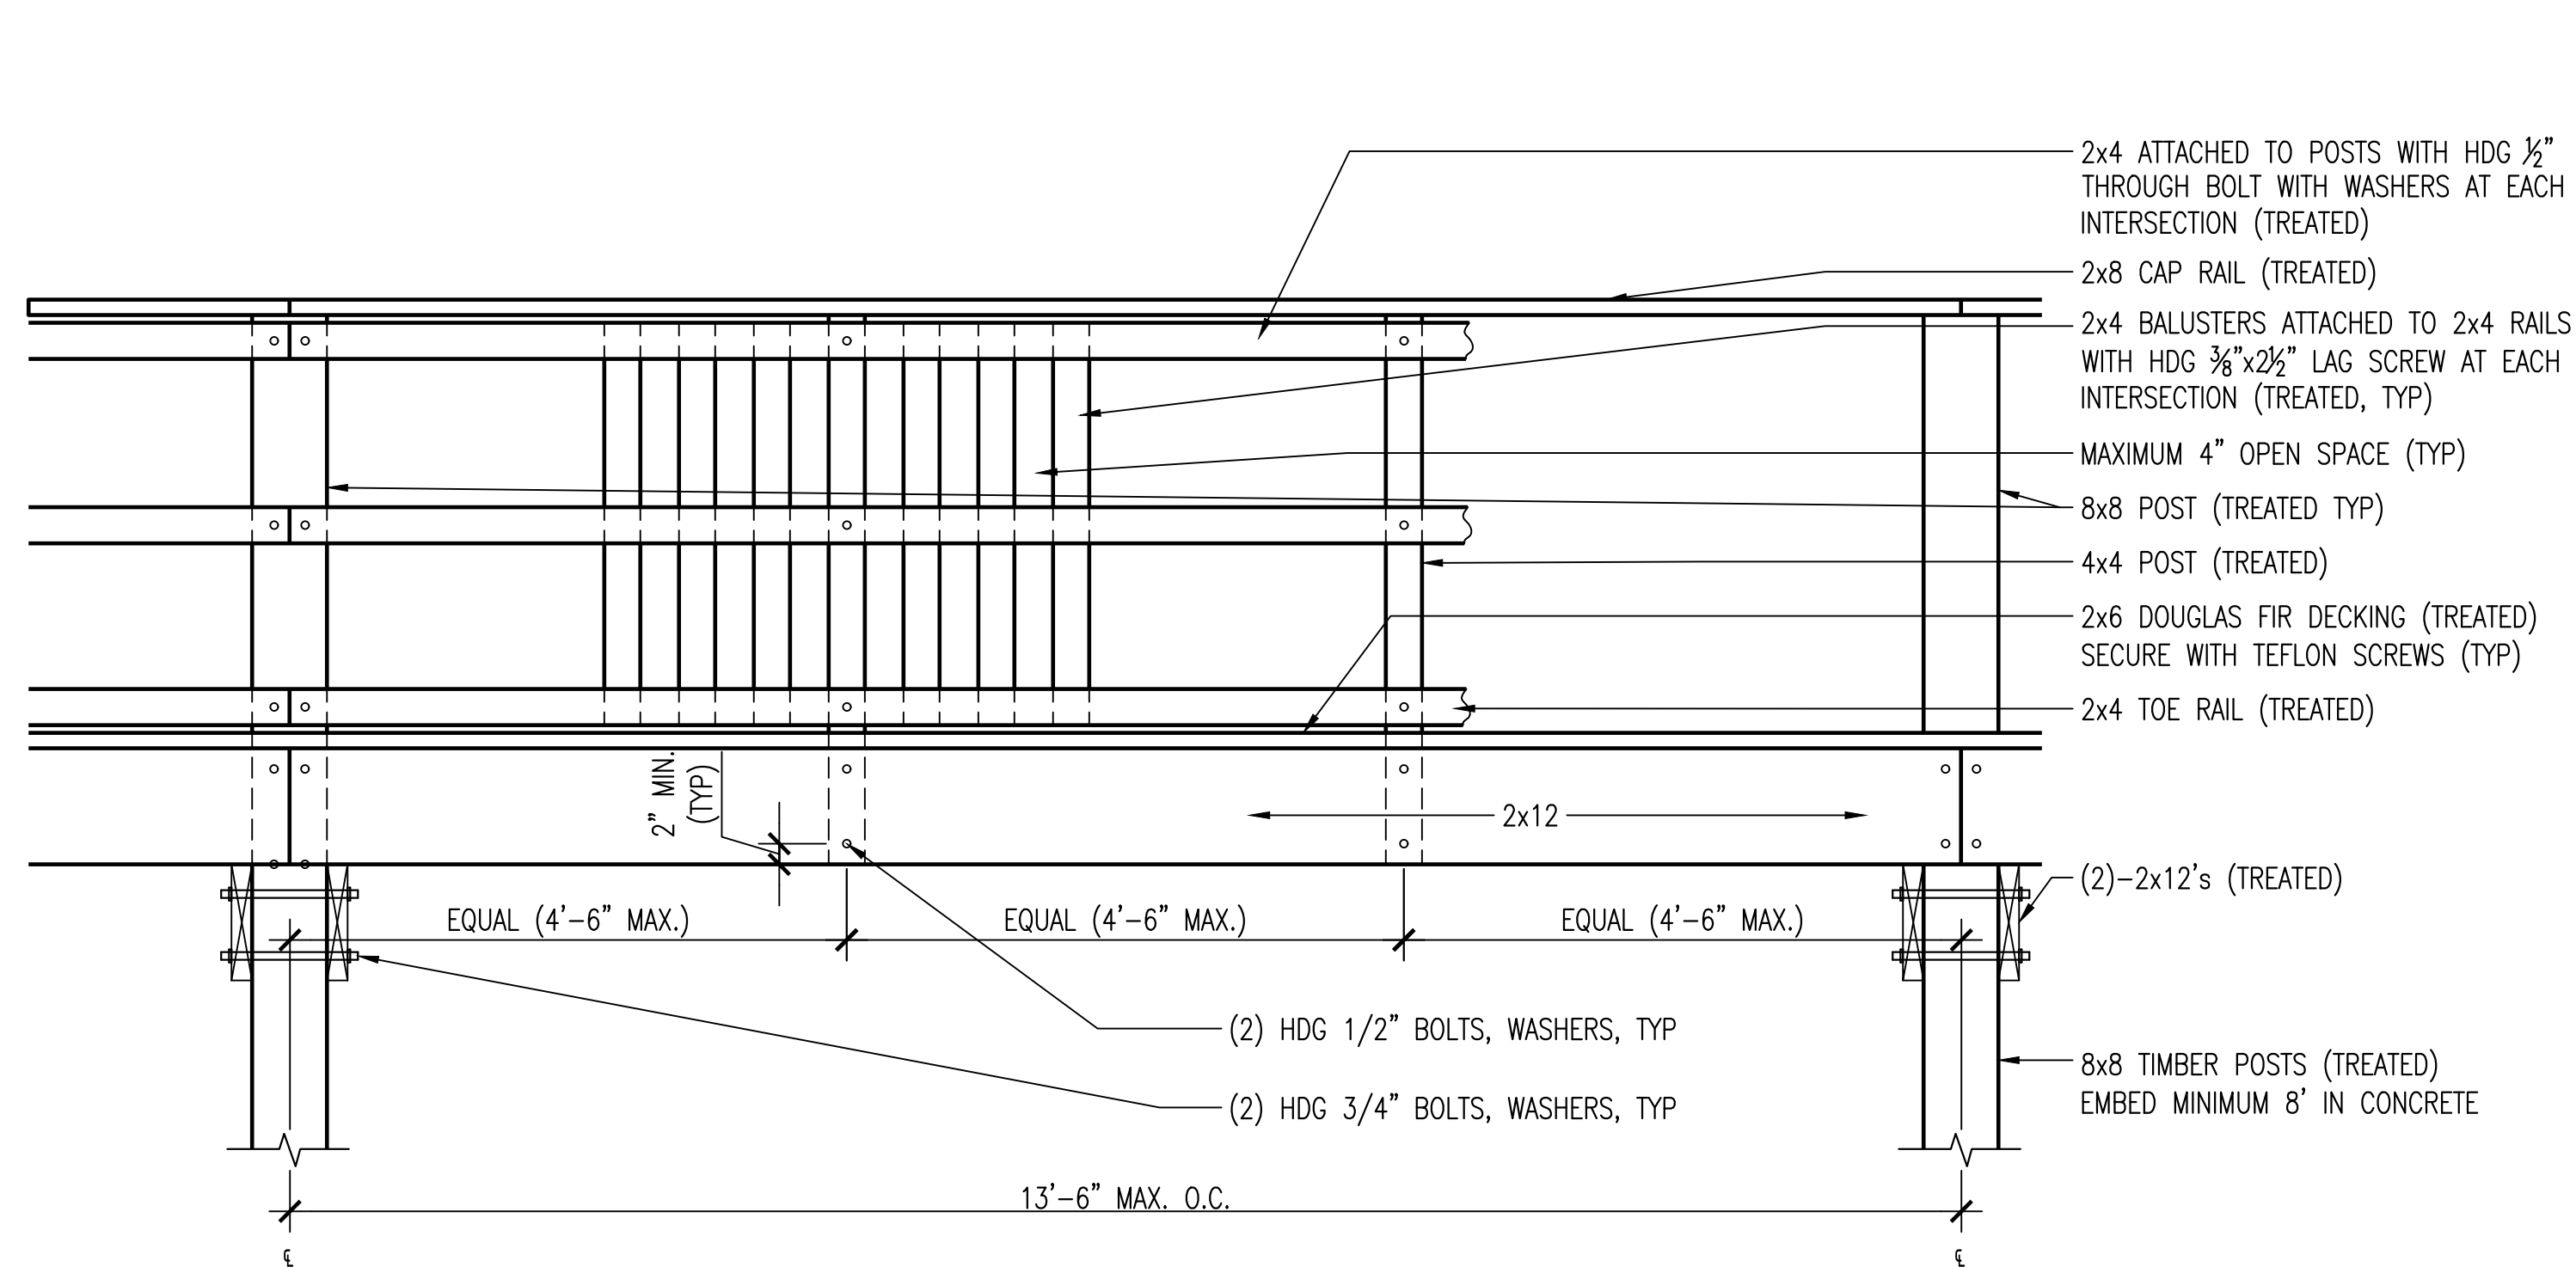 2x4 ATTACHED TO POSTS WITH HDG ½”
THROUGH BOLT WITH WASHERS AT EACH
INTERSECTION (TREATED)
2x8 CAP RAIL (TREATED)
2x4 BALUSTERS ATTACHED TO 2x4 RAILS
WITH HDG ⅜”x2½” LAG SCREW AT EACH
INTERSECTION (TREATED, TYP)
MAXIMUM 4” OPEN SPACE (TYP)
8x8 POST (TREATED TYP)
4x4 POST (TREATED)
2x6 DOUGLAS FIR DECKING (TREATED)
SECURE WITH TEFLON SCREWS (TYP)
2x4 TOE RAIL (TREATED)
2” MIN.
(TYP)
2x12
(2)–2x12's (TREATED)
EQUAL (4’–6” MAX.)
EQUAL (4’–6” MAX.)
EQUAL (4’–6” MAX.)
(2) HDG 1/2” BOLTS, WASHERS, TYP
(2) HDG 3/4” BOLTS, WASHERS, TYP
8x8 TIMBER POSTS (TREATED)
EMBED MINIMUM 8’ IN CONCRETE
13’–6” MAX. O.C.
℄
℄